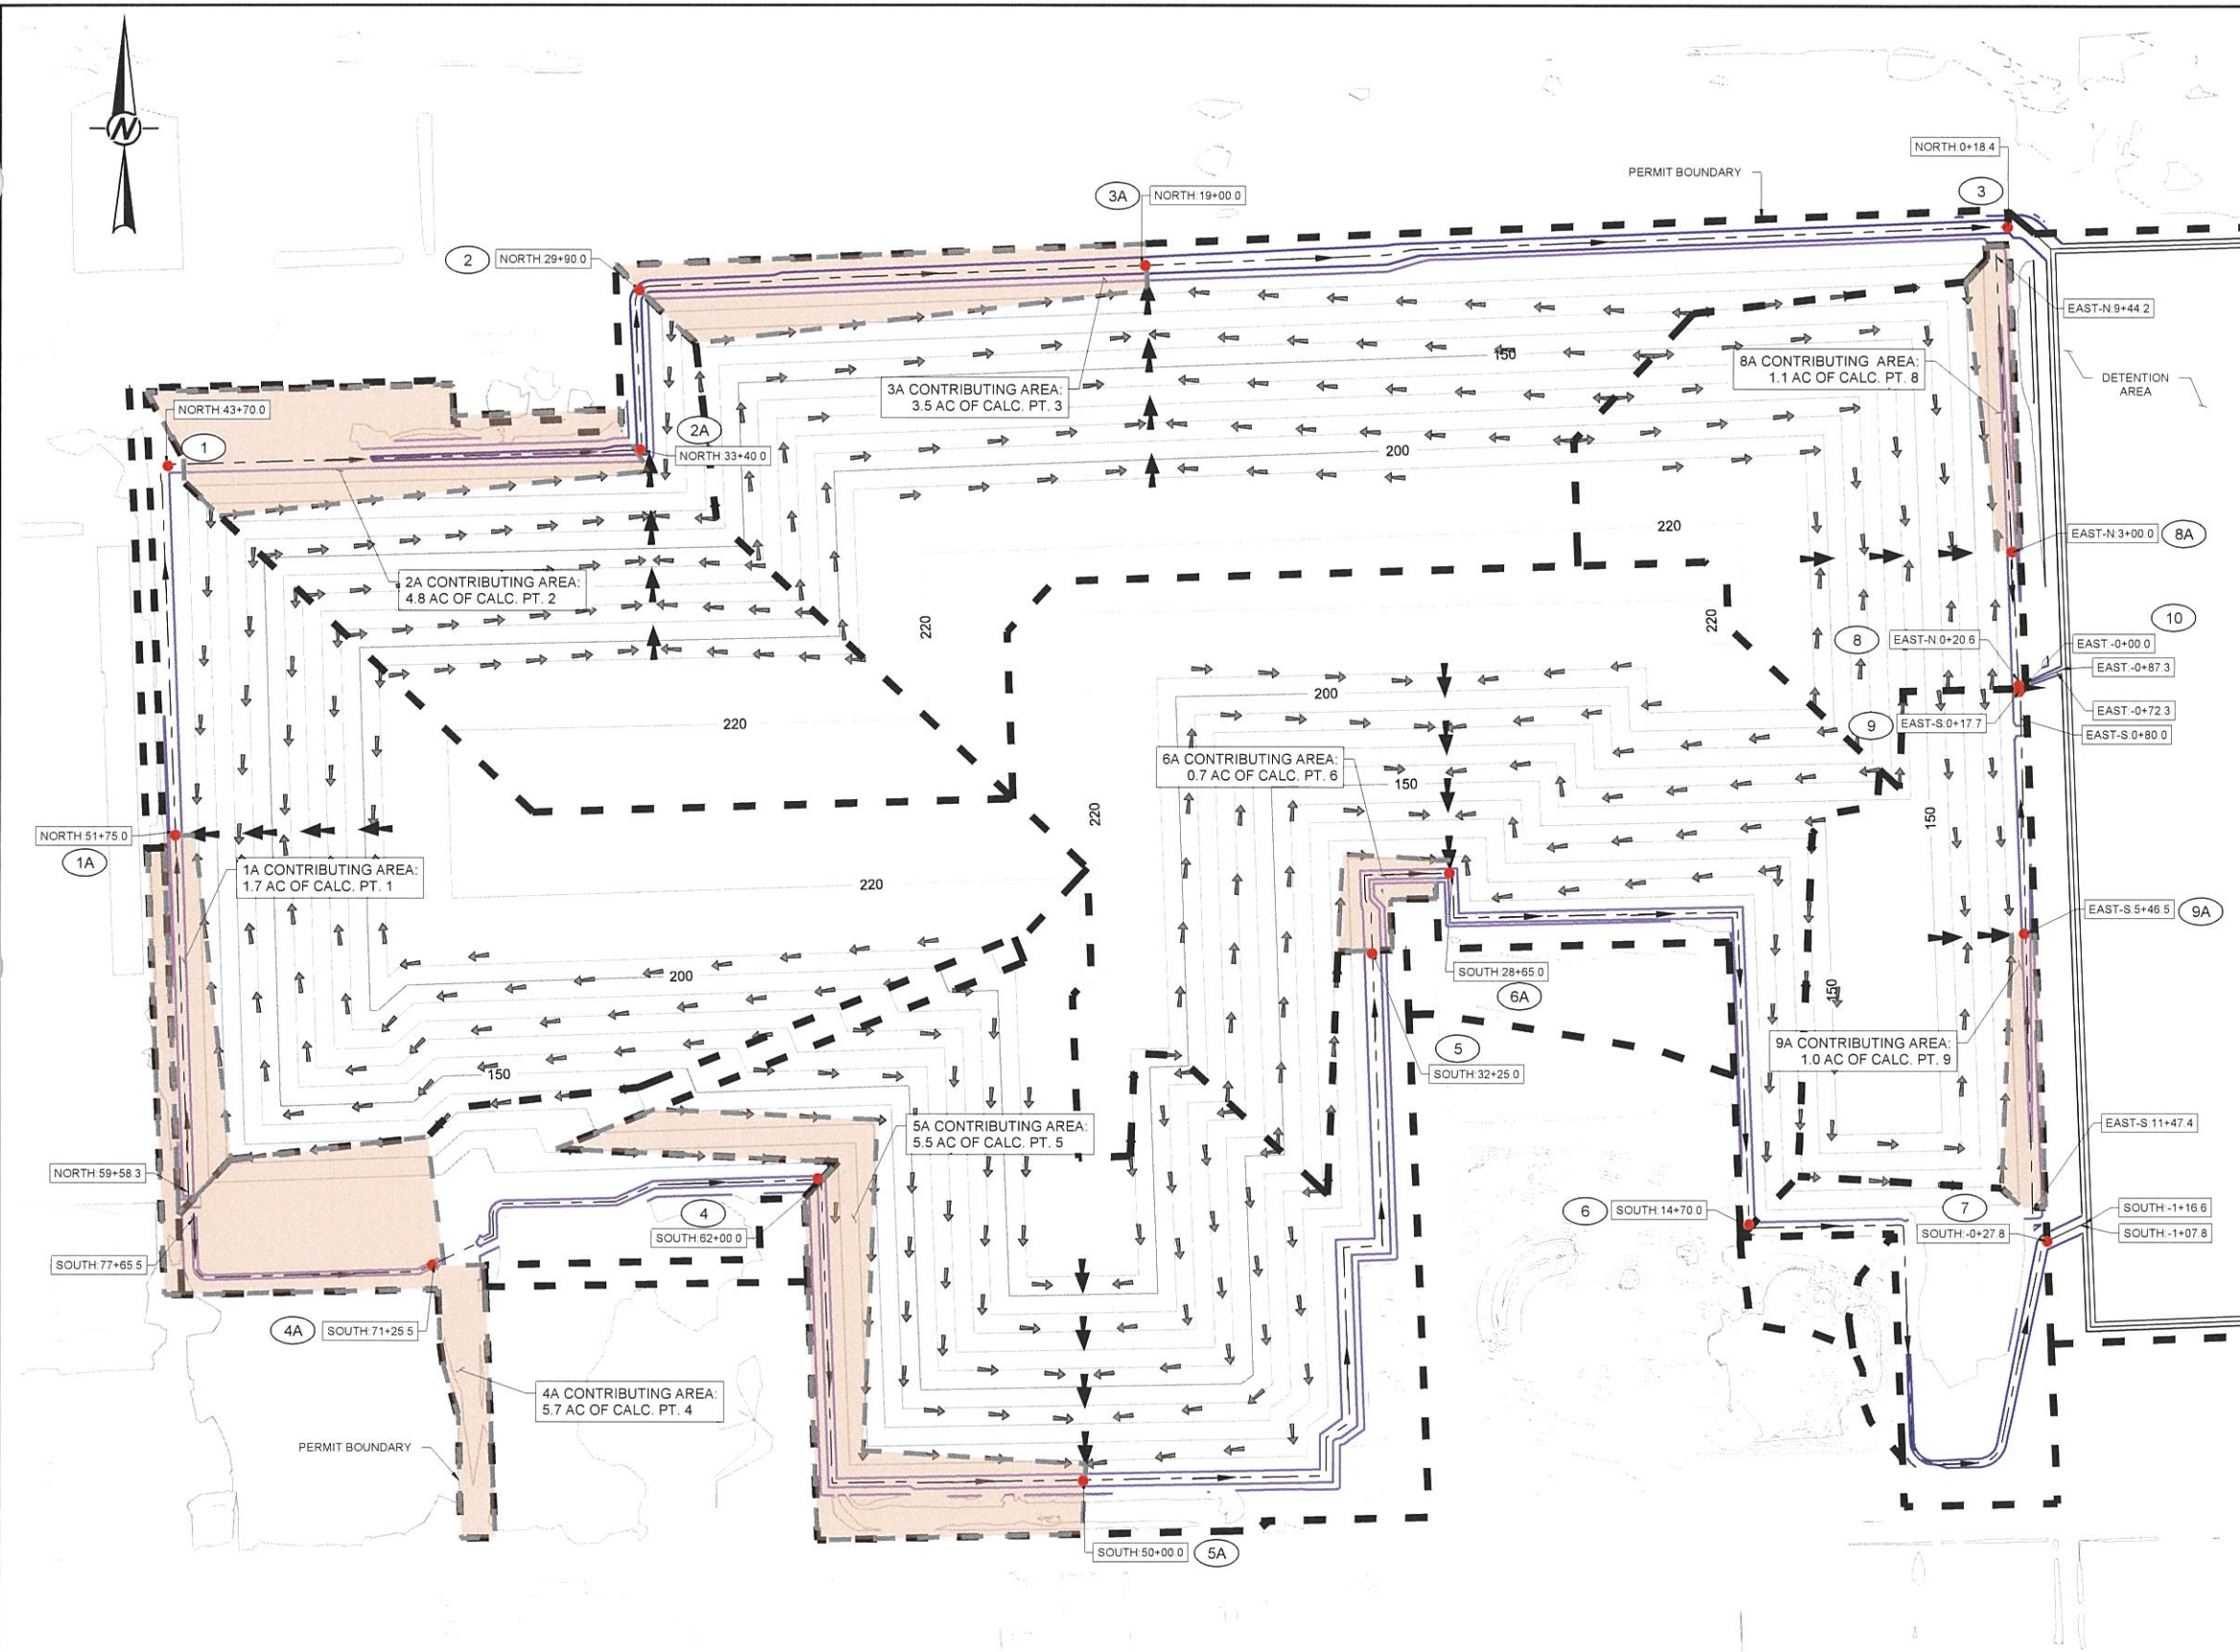 N
NORTH:0+18.4
PERMIT BOUNDARY
3
3A
NORTH:19+00.0
2
NORTH:29+90.0
EAST-N:9+44.2
150
8A CONTRIBUTING AREA:
1.1 AC OF CALC. PT. 8
DETENTION
AREA
3A CONTRIBUTING AREA:
3.5 AC OF CALC. PT. 3
NORTH:43+70.0
1
2A
NORTH:33+40.0
200
220
EAST-N:3+00.0
8A
2A CONTRIBUTING AREA:
4.8 AC OF CALC. PT. 2
220
220
10
8
EAST-N:0+20.6
EAST:-0+00.0
EAST:-0+87.3
200
EAST:-0+72.3
220
9
EAST-S:0+17.7
EAST-S:0+80.0
6A CONTRIBUTING AREA:
0.7 AC OF CALC. PT. 6
150
220
150
NORTH:51+75.0
1A
1A CONTRIBUTING AREA:
1.7 AC OF CALC. PT. 1
220
EAST-S:5+46.5
9A
200
SOUTH:28+65.0
6A
150
9A CONTRIBUTING AREA:
1.0 AC OF CALC. PT. 9
5
SOUTH:32+25.0
150
5A CONTRIBUTING AREA:
5.5 AC OF CALC. PT. 5
EAST-S:11+47.4
NORTH:59+58.3
4
SOUTH:62+00.0
6
SOUTH:14+70.0
7
SOUTH:-1+16.6
SOUTH:-0+27.8
SOUTH:-1+07.8
SOUTH:77+65.5
4A
SOUTH:71+25.5
4A CONTRIBUTING AREA:
5.7 AC OF CALC. PT. 4
PERMIT BOUNDARY
SOUTH:50+00.0
5A